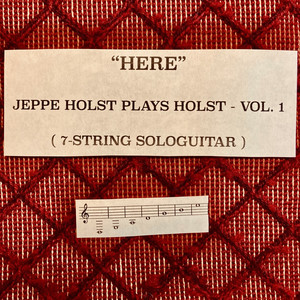 “HERE”
JEPPE HOLST PLAYS HOLST - VOL. 1
( 7-STRING SOLOGUITAR )